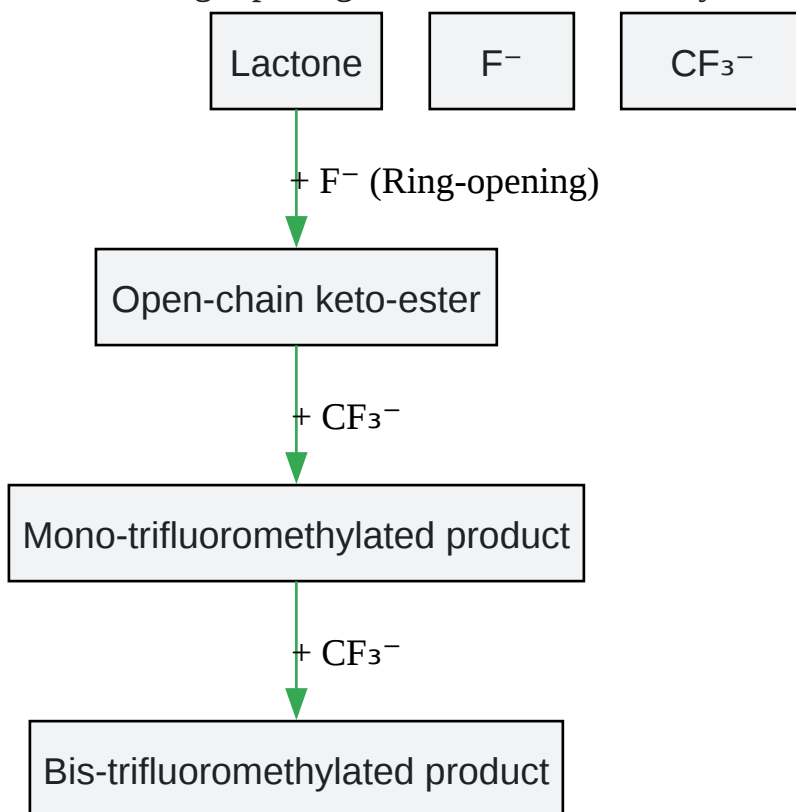 Lactone
F⁻
CF₃⁻
+ F⁻ (Ring-opening)
Open-chain keto-ester
+ CF₃⁻
Mono-trifluoromethylated product
+ CF₃⁻
Bis-trifluoromethylated product